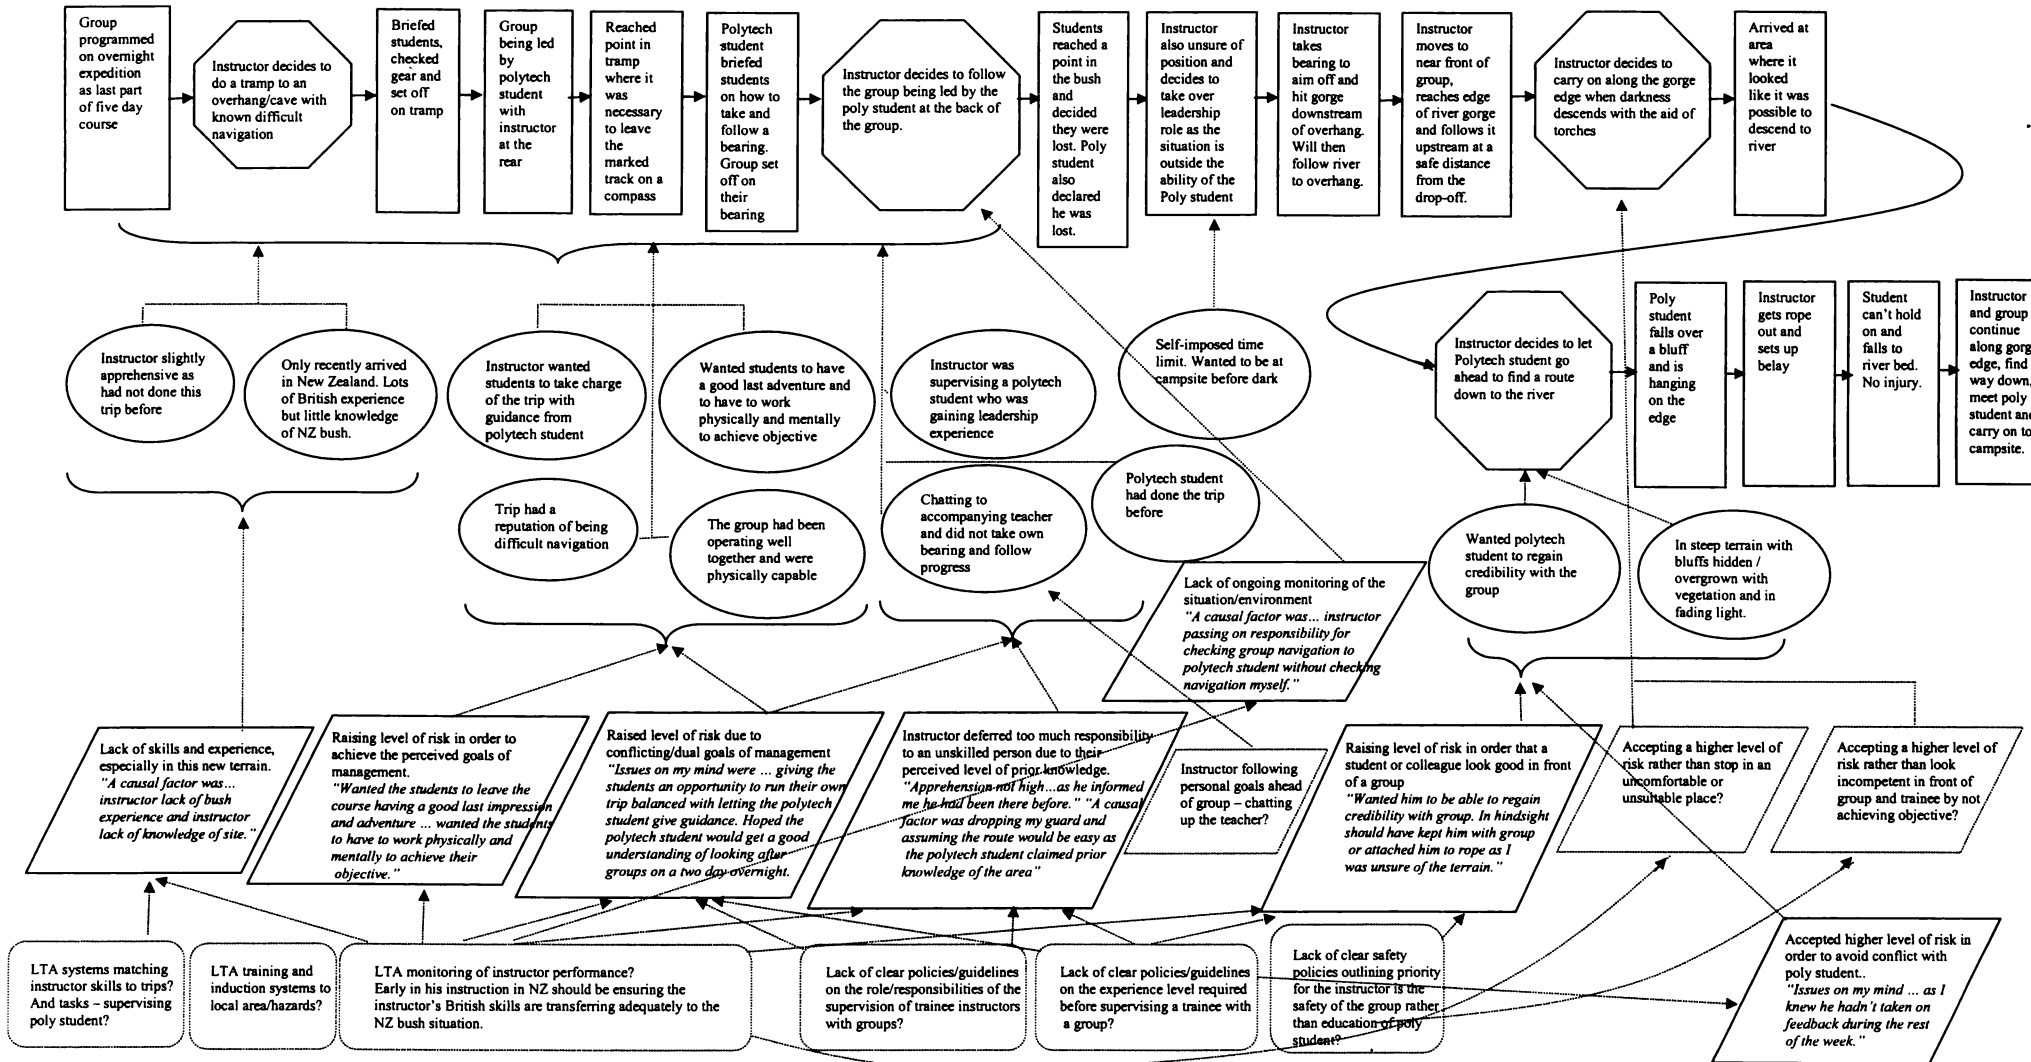 Group
programmed
on overnight
expedition
as last part
of five day
course
Instructor decides to
do a tramp to an
overhang/cave with
known difficult
navigation
Briefed
students,
checked
gear and
set off
on tramp
Group
being led
by
polytech
student
with
instructor
at the
rear
Reached
point in
tramp
where it
was
necessary
to leave
the
marked
track on a
compass
Polytech
student
briefed
students
on how to
take and
follow a
bearing.
Group set
off on
their
bearing
Instructor decides to follow
the group being led by the
poly student at the back of
the group.
Students
reached a
point in
the bush
and
decided
they were
lost. Poly
student
also
declared
he was
lost.
Instructor
also unsure of
position and
decides to
take over
leadership
role as the
situation is
outside the
ability of the
Poly student
Instructor
takes
bearing to
aim off and
hit gorge
downstream
of overhang.
Will then
follow river
to overhang.
Instructor
moves to
near front of
group,
reaches edge
of river gorge
and follows it
upstream at a
safe distance
from the
drop-off.
Instructor decides to
carry on along the gorge
edge when darkness
descends with the aid of
torches
Arrived at
area
where it
looked
like it was
possible to
descend to
river
Instructor decides to let
Polytech student go
ahead to find a route
down to the river
Poly
student
falls over
a bluff
and is
hanging
on the
edge
Instructor
gets rope
out and
sets up
belay
Student
can't hold
on and
falls to
river bed.
No injury.
Instructor
and group
continue
along gorg
edge, find
way down,
meet poly
student and
carry on to
campsite.
Instructor slightly
apprehensive as
had not done this
trip before
Only recently arrived
in New Zealand. Lots
of British experience
but little knowledge
of NZ bush.
Instructor wanted
students to take charge
of the trip with
guidance from
polytech student
Wanted students to have
a good last adventure and
to have to work
physically and mentally
to achieve objective
Instructor was
supervising a polytech
student who was
gaining leadership
experience
Self-imposed time
limit. Wanted to be at
campsite before dark
Trip had a
reputation of being
difficult navigation
The group had been
operating well
together and were
physically capable
Chatting to
accompanying teacher
and did not take own
bearing and follow
progress
Polytech student
had done the trip
before
Wanted polytech
student to regain
credibility with the
group
In steep terrain with
bluffs hidden /
overgrown with
vegetation and in
fading light.
Lack of ongoing monitoring of the
situation/environment
"A causal factor was... instructor
passing on responsibility for
checking group navigation to
polytech student without checking
navigation myself."
Lack of skills and experience,
especially in this new terrain.
"A causal factor was...
instructor lack of bush
experience and instructor
lack of knowledge of site."
Raising level of risk in order to
achieve the perceived goals of
management.
"Wanted the students to leave the
course having a good last impression
and adventure ... wanted the students
to have to work physically and
mentally to achieve their
objective."
Raised level of risk due to
conflicting/dual goals of management
"Issues on my mind were ... giving the
students an opportunity to run their own
trip balanced with letting the polytech
student give guidance. Hoped the
polytech student would get a good
understanding of looking after
groups on a two day overnight.
Instructor deferred too much responsibility
to an unskilled person due to their
perceived level of prior knowledge.
"Apprehension not high...as he informed
me he had been there before." "A causal
factor was dropping my guard and
assuming the route would be easy as
the polytech student claimed prior
knowledge of the area"
Instructor following
personal goals ahead
of group – chatting
up the teacher?
Raising level of risk in order that a
student or colleague look good in front
of a group
"Wanted him to be able to regain
credibility with group. In hindsight
should have kept him with group
or attached him to rope as I
was unsure of the terrain."
Accepting a higher level of
risk rather than stop in an
uncomfortable or
unsuitable place?
Accepting a higher level of
risk rather than look
incompetent in front of
group and trainee by not
achieving objective?
LTA systems matching
instructor skills to trips?
And tasks – supervising
poly student?
LTA training and
induction systems to
local area/hazards?
LTA monitoring of instructor performance?
Early in his instruction in NZ should be ensuring the
instructor's British skills are transferring adequately to the
NZ bush situation.
Lack of clear policies/guidelines
on the role/responsibilities of the
supervision of trainee instructors
with groups?
Lack of clear policies/guidelines
on the experience level required
before supervising a trainee with
a group?
Lack of clear safety
policies outlining priority
for the instructor is the
safety of the group rather
than education of poly
student?
Accepted higher level of risk in
order to avoid conflict with
poly student..
"Issues on my mind ... as I
knew he hadn't taken on
feedback during the rest
of the week."